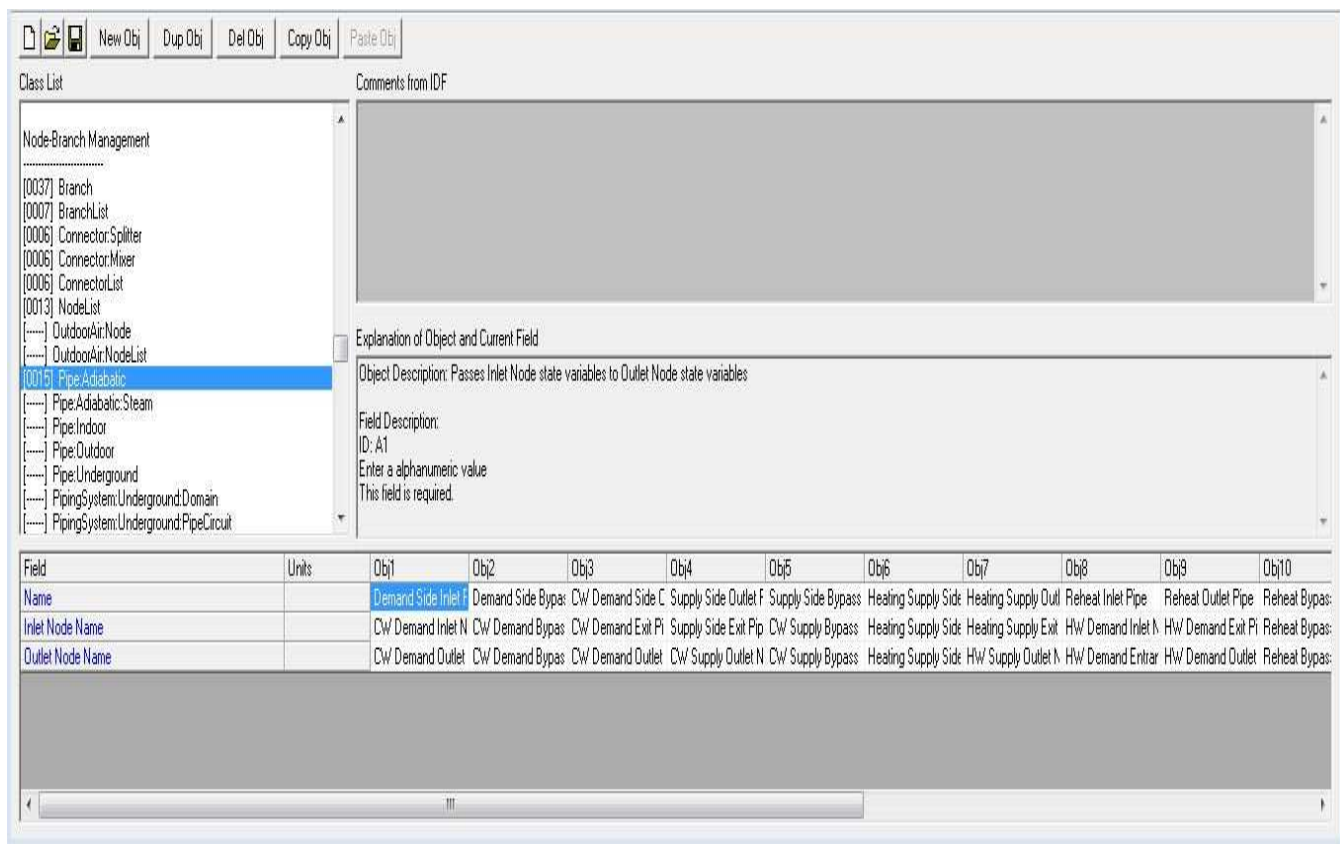 New Obj Dup Obj Del Obj Copy Obj Paste Obj
Class List
Node-Branch Management
---------------------------
[0037] Branch
[0007] BranchList
[0006] Connector:Splitter
[0006] Connector:Mixer
[0006] ConnectorList
[0013] NodeList
[-----] OutdoorAir:Node
[-----] OutdoorAir:NodeList
[0015] Pipe:Adiabatic
[-----] Pipe:Adiabatic:Steam
[-----] Pipe:Indoor
[-----] Pipe:Outdoor
[-----] Pipe:Underground
[-----] PipingSystem:Underground:Domain
[-----] PipingSystem:Underground:PipeCircuit
Comments from IDF
Explanation of Object and Current Field
Object Description: Passes Inlet Node state variables to Outlet Node state variables
Field Description:
ID: A1
Enter a alphanumeric value
This field is required.
Field Units Obj1 Obj2 Obj3 Obj4 Obj5 Obj6 Obj7 Obj8 Obj9 Obj10
Name Demand Side Inlet Demand Side Bypas Demand Side Supply Side Outlet Supply Side Bypass Heating Supply Side Heating Supply Outl Reheat Inlet Pipe Reheat Outlet Pipe Reheat Bypas
Inlet Node Name CW Demand Inlet N CW Demand Bypas CW Demand Exit Pi Supply Side Exit Pip CW Supply Bypass Heating Supply Side Heating Supply Exit HW Demand Inlet HW Demand Exit Pi Reheat Bypas
Outlet Node Name CW Demand Outlet CW Demand Bypas CW Demand Outlet CW Supply Outlet N CW Supply Bypass Heating Supply Side HW Supply Outlet HW Demand Entrar HW Demand Outlet Reheat Bypas